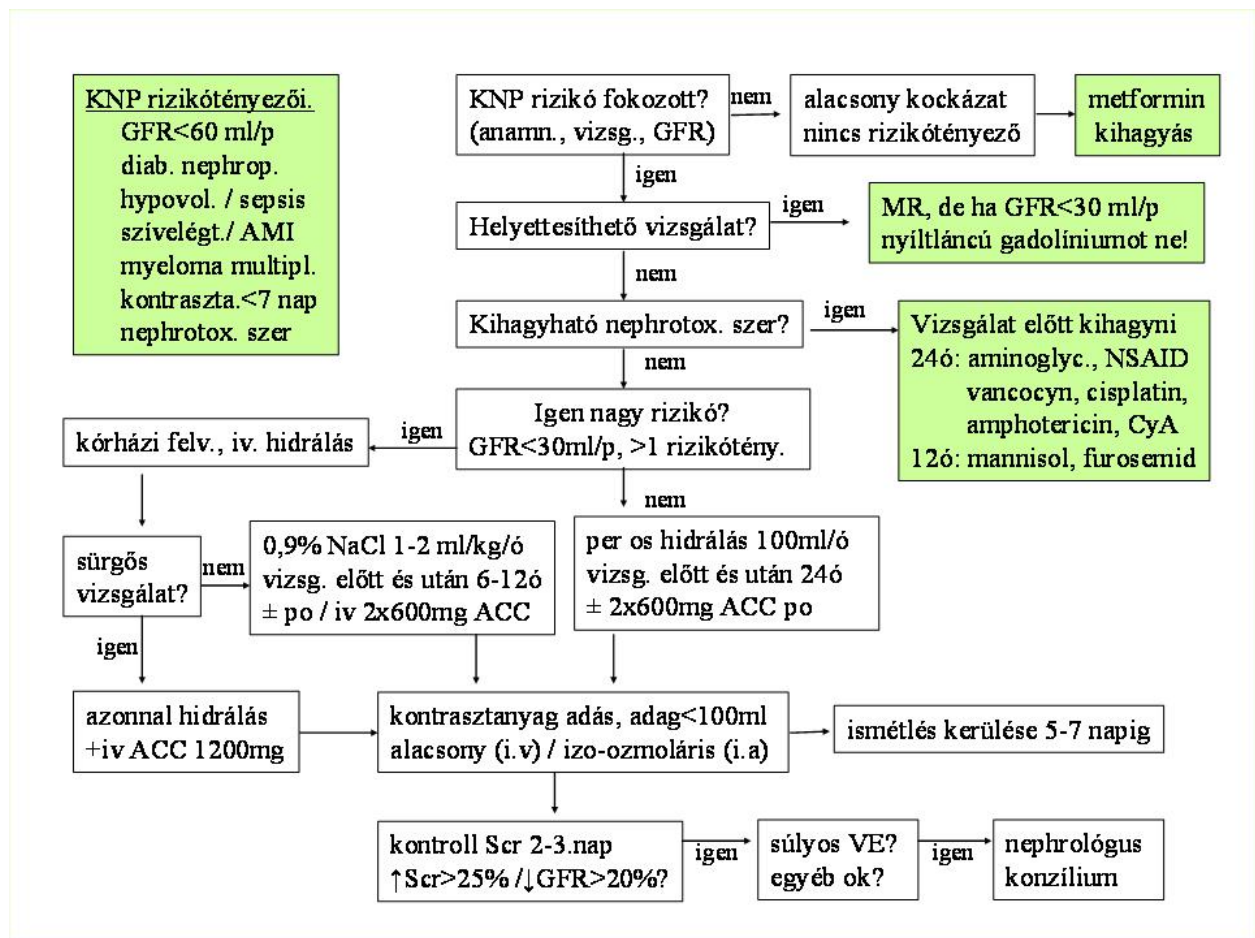 KNP rizikótényezői.
GFR<60 ml/p
diab. nephrop.
hypovol. / sepsis
szívelégt./ AMI
myeloma multipl.
kontraszta.<7 nap
nephrotox. szer
KNP rizikó fokozott?
(anamn., vizsg., GFR)
nem
alacsony kockázat
nincs rizikótényező
metformin
kihagyás
igen
Helyettesíthető vizsgálat?
igen
MR, de ha GFR<30 ml/p
nyíltláncú gadolíniumot ne!
nem
Kihagyható nephrotox. szer?
igen
Vizsgálat előtt kihagyni
24ó: aminoglyc., NSAID
vancocyn, cisplatin,
amphotericin, CyA
12ó: mannisol, furosemid
nem
Igen nagy rizikó?
GFR<30ml/p, >1 rizikótény.
igen
kórházi felv., iv. hidrálás
nem
sürgős
vizsgálat?
nem
0,9% NaCl 1-2 ml/kg/ó
vizsg. előtt és után 6-12ó
± po / iv 2x600mg ACC
per os hidrálás 100ml/ó
vizsg. előtt és után 24ó
± 2x600mg ACC po
igen
azonnal hidrálás
+iv ACC 1200mg
kontrasztanyag adás, adag<100ml
alacsony (i.v) / izo-ozmoláris (i.a)
ismétlés kerülése 5-7 napig
kontroll Scr 2-3.nap
↑Scr>25% /↓GFR>20%?
igen
súlyos VE?
egyéb ok?
igen
nephrológus
konzílium